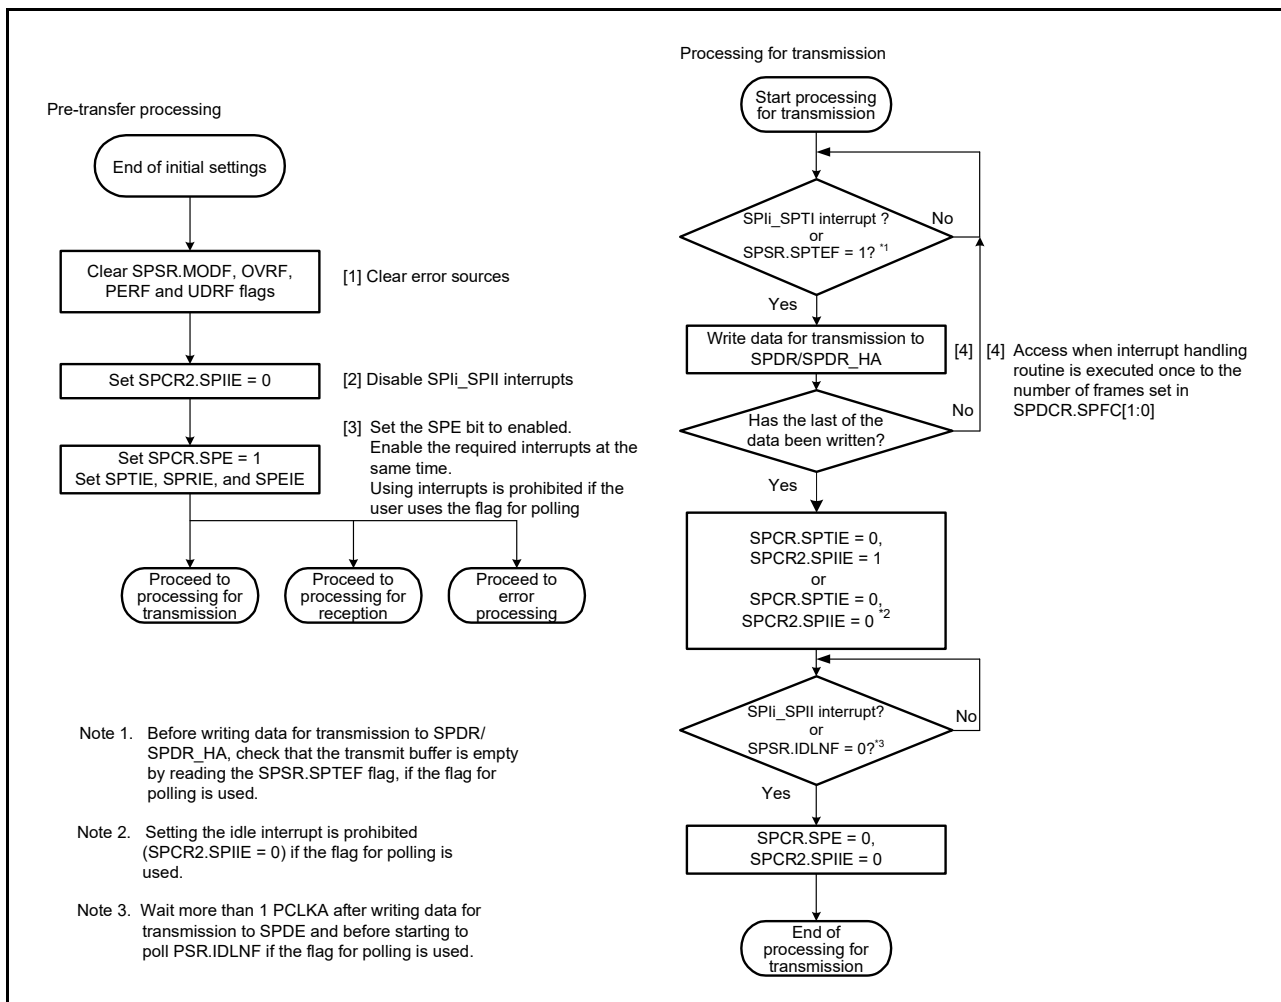 Pre-transfer processing
End of initial settings
Clear SPSR.MODF, OVRF,
PERF and UDRF flags
[1] Clear error sources
Set SPCR2.SPIIE = 0
[2] Disable SPIi_SPII interrupts
Set SPCR.SPE = 1
Set SPTIE, SPRIE, and SPEIE
[3] Set the SPE bit to enabled.
Enable the required interrupts at the
same time.
Using interrupts is prohibited if the
user uses the flag for polling
Proceed to
processing for
transmission
Proceed to
processing for
reception
Proceed to
error
processing
Note 1. Before writing data for transmission to SPDR/
SPDR_HA, check that the transmit buffer is empty
by reading the SPSR.SPTEF flag, if the flag for
polling is used.
Note 2. Setting the idle interrupt is prohibited
(SPCR2.SPIIE = 0) if the flag for polling is
used.
Note 3. Wait more than 1 PCLKA after writing data for
transmission to SPDE and before starting to
poll PSR.IDLNF if the flag for polling is used.
Processing for transmission
Start processing
for transmission
SPIi_SPTI interrupt ?
or
SPSR.SPTEF = 1? *1
No
Yes
Write data for transmission to
SPDR/SPDR_HA
[4]
[4] Access when interrupt handling
routine is executed once to the
number of frames set in
SPDCR.SPFC[1:0]
Has the last of the
data been written?
No
Yes
SPCR.SPTIE = 0,
SPCR2.SPIIE = 1
or
SPCR.SPTIE = 0,
SPCR2.SPIIE = 0 *2
SPIi_SPII interrupt?
or
SPSR.IDLNF = 0?*3
No
Yes
SPCR.SPE = 0,
SPCR2.SPIIE = 0
End of
processing for
transmission